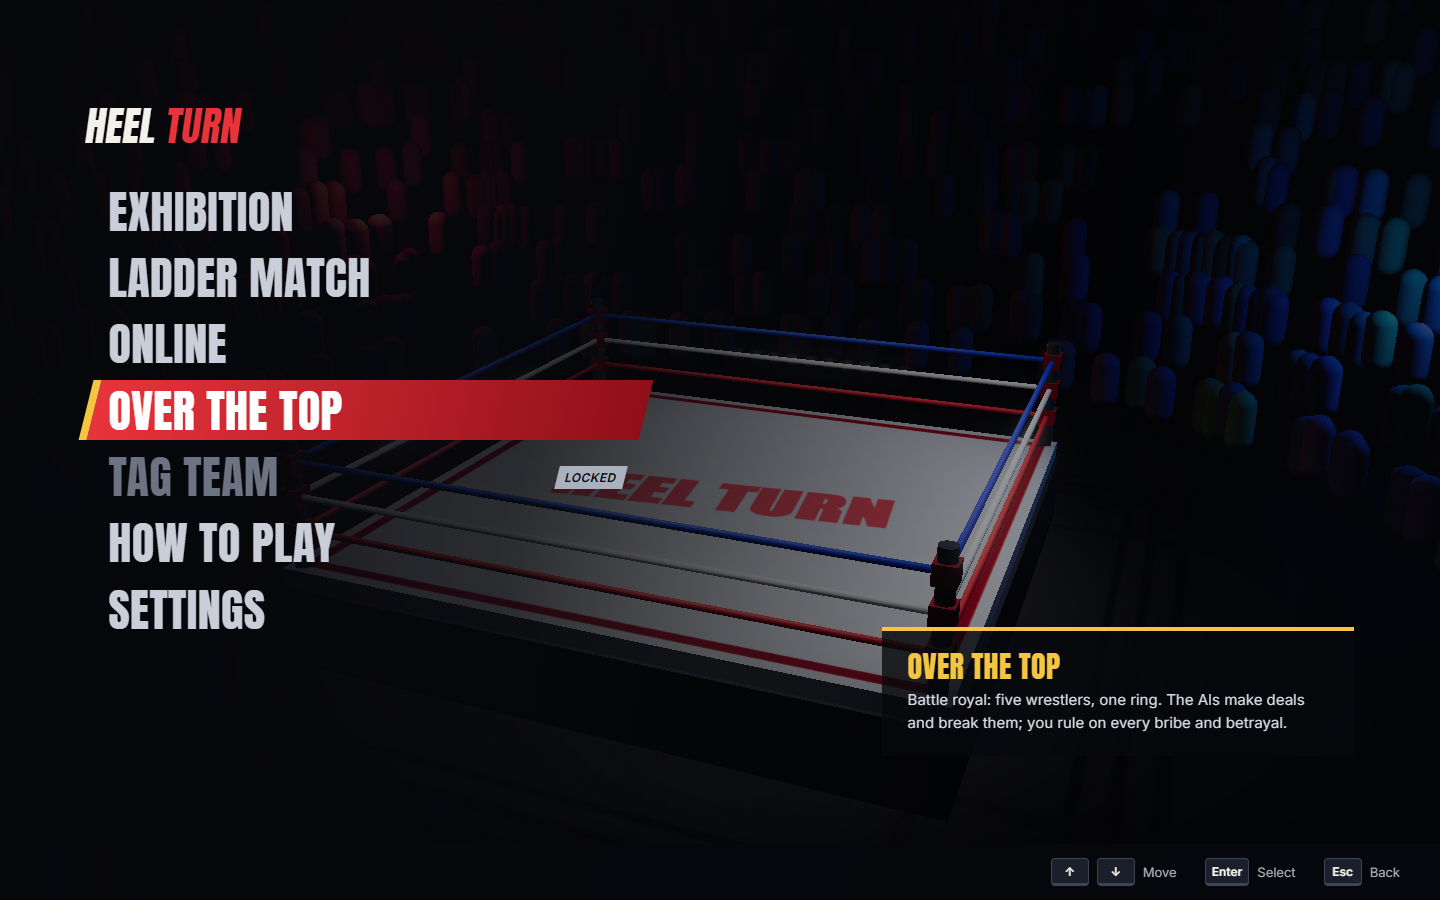 HEEL TURN
EXHIBITION
LADDER MATCH
ONLINE
OVER THE TOP
TAG TEAM
LOCKED
HEEL TURN
HOW TO PLAY
SETTINGS
OVER THE TOP
Battle royal: five wrestlers, one ring. The AIs make deals
and break them; you rule on every bribe and betrayal.
↑ ↓ Move Enter Select Esc Back